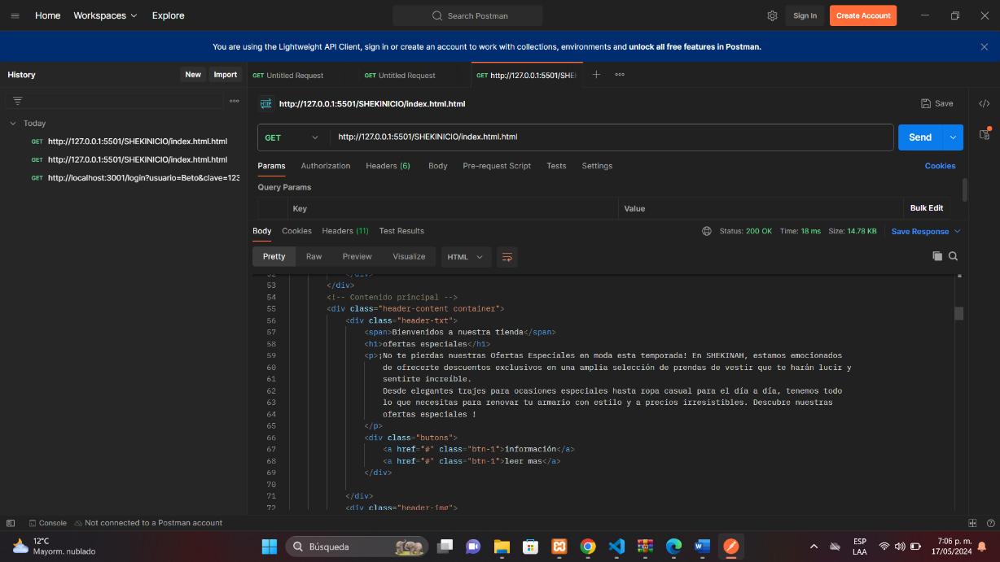 Home Workspaces Explore Search Postman Sign In Create Account
You are using the Lightweight API Client, sign in or create an account to work with collections, environments and unlock all free features in Postman.
History New Import
GET Untitled Request GET Untitled Request GET http://127.0.0.1:5501/SHEK
HTTP http://127.0.0.1:5501/SHEKINICIO/index.html.html Save
Today
GET http://127.0.0.1:5501/SHEKINICIO/index.html.html
GET http://127.0.0.1:5501/SHEKINICIO/index.html.html
GET http://localhost:3001/login?usuario=Beto&clave=123
GET http://127.0.0.1:5501/SHEKINICIO/index.html.html Send
Params Authorization Headers (6) Body Pre-request Script Tests Settings Cookies
Query Params
Key Value Bulk Edit
Body Cookies Headers (11) Test Results Status: 200 OK Time: 18 ms Size: 14.78 KB Save Response
Pretty Raw Preview Visualize HTML
52 </div>
53 </div>
54 <!-- Contenido principal -->
55 <div class="header-content container">
56 <div class="header-txt">
57 <span>Bienvenidos a nuestra tienda</span>
58 <h1>ofertas especiales</h1>
59 <p>¡No te pierdas nuestras Ofertas Especiales en moda esta temporada! En SHEKINAH, estamos emocionados
60 de ofrecerte descuentos exclusivos en una amplia selección de prendas de vestir que te harán lucir y
61 sentirte increíble.
62 Desde elegantes trajes para ocasiones especiales hasta ropa casual para el día a día, tenemos todo
63 lo que necesitas para renovar tu armario con estilo y a precios irresistibles. Descubre nuestras
64 ofertas especiales !
65 </p>
66 <div class="butons">
67 <a href="#" class="btn-1">información</a>
68 <a href="#" class="btn-1">leer mas</a>
69 </div>
70
71 </div>
72 <div class="header-img">
Console Not connected to a Postman account
12°C
Mayorm. nublado
Búsqueda
ESP
LAA
7:06 p. m.
17/05/2024